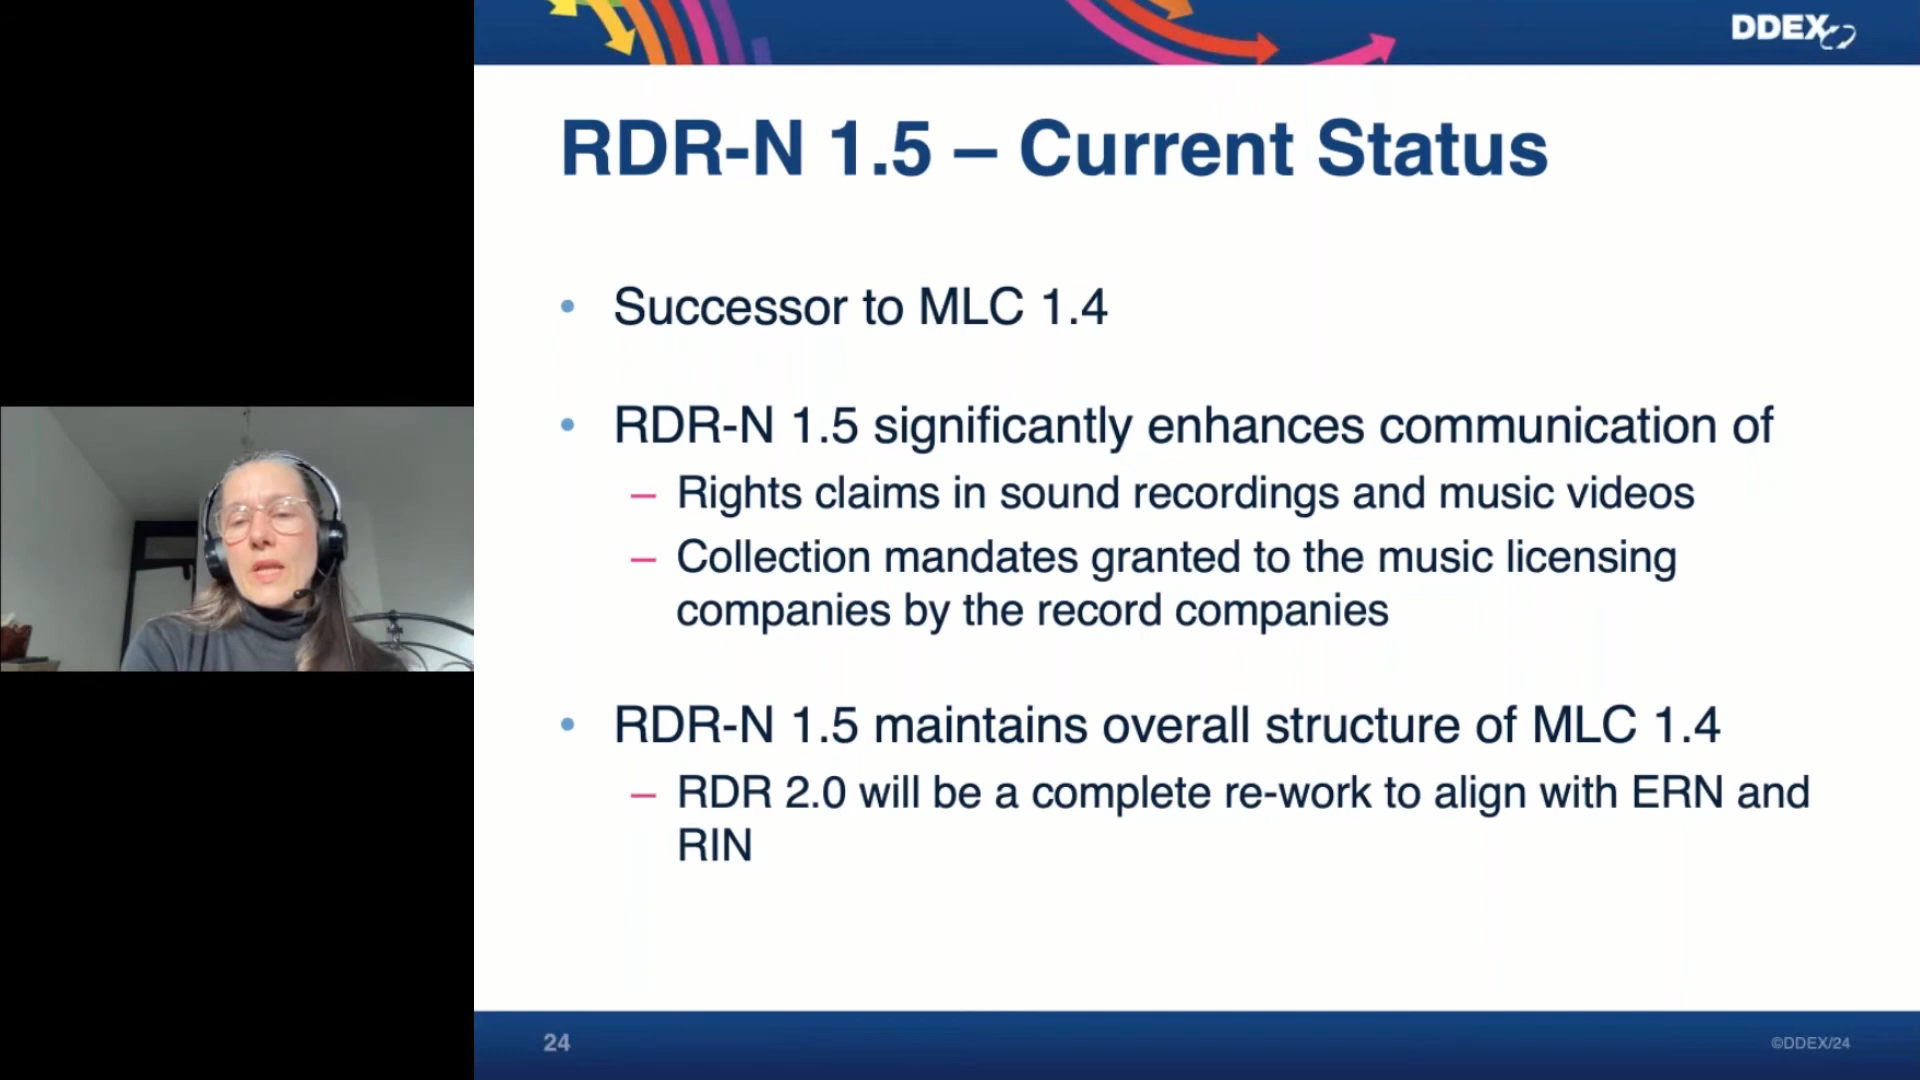 DDEX
RDR-N 1.5 – Current Status
• Successor to MLC 1.4
• RDR-N 1.5 significantly enhances communication of
– Rights claims in sound recordings and music videos
– Collection mandates granted to the music licensing
companies by the record companies
• RDR-N 1.5 maintains overall structure of MLC 1.4
– RDR 2.0 will be a complete re-work to align with ERN and
RIN
24
©DDEX/24